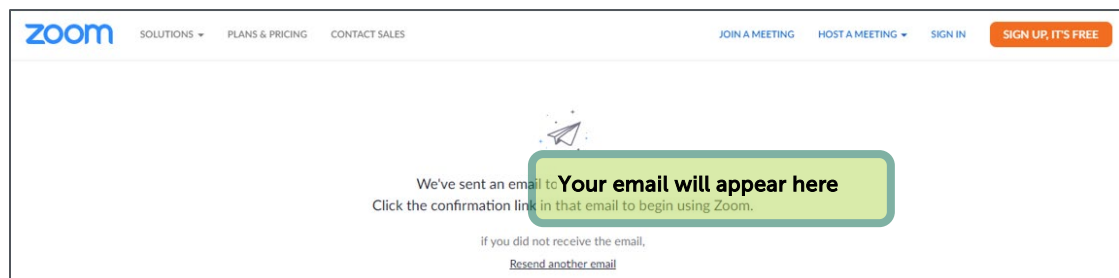 zoom SOLUTIONS PLANS & PRICING CONTACT SALES JOIN A MEETING HOST A MEETING SIGN IN SIGN UP, IT'S FREE
We've sent an email to Your email will appear here
Click the confirmation link in that email to begin using Zoom.
if you did not receive the email,
Resend another email